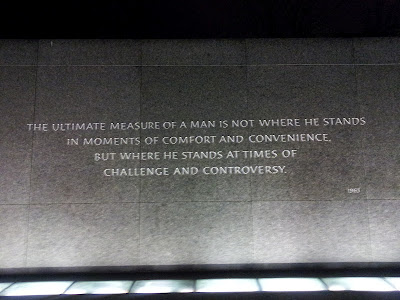 THE ULTIMATE MEASURE OF A MAN IS NOT WHERE HE STANDS
IN MOMENTS OF COMFORT AND CONVENIENCE,
BUT WHERE HE STANDS AT TIMES OF
CHALLENGE AND CONTROVERSY.